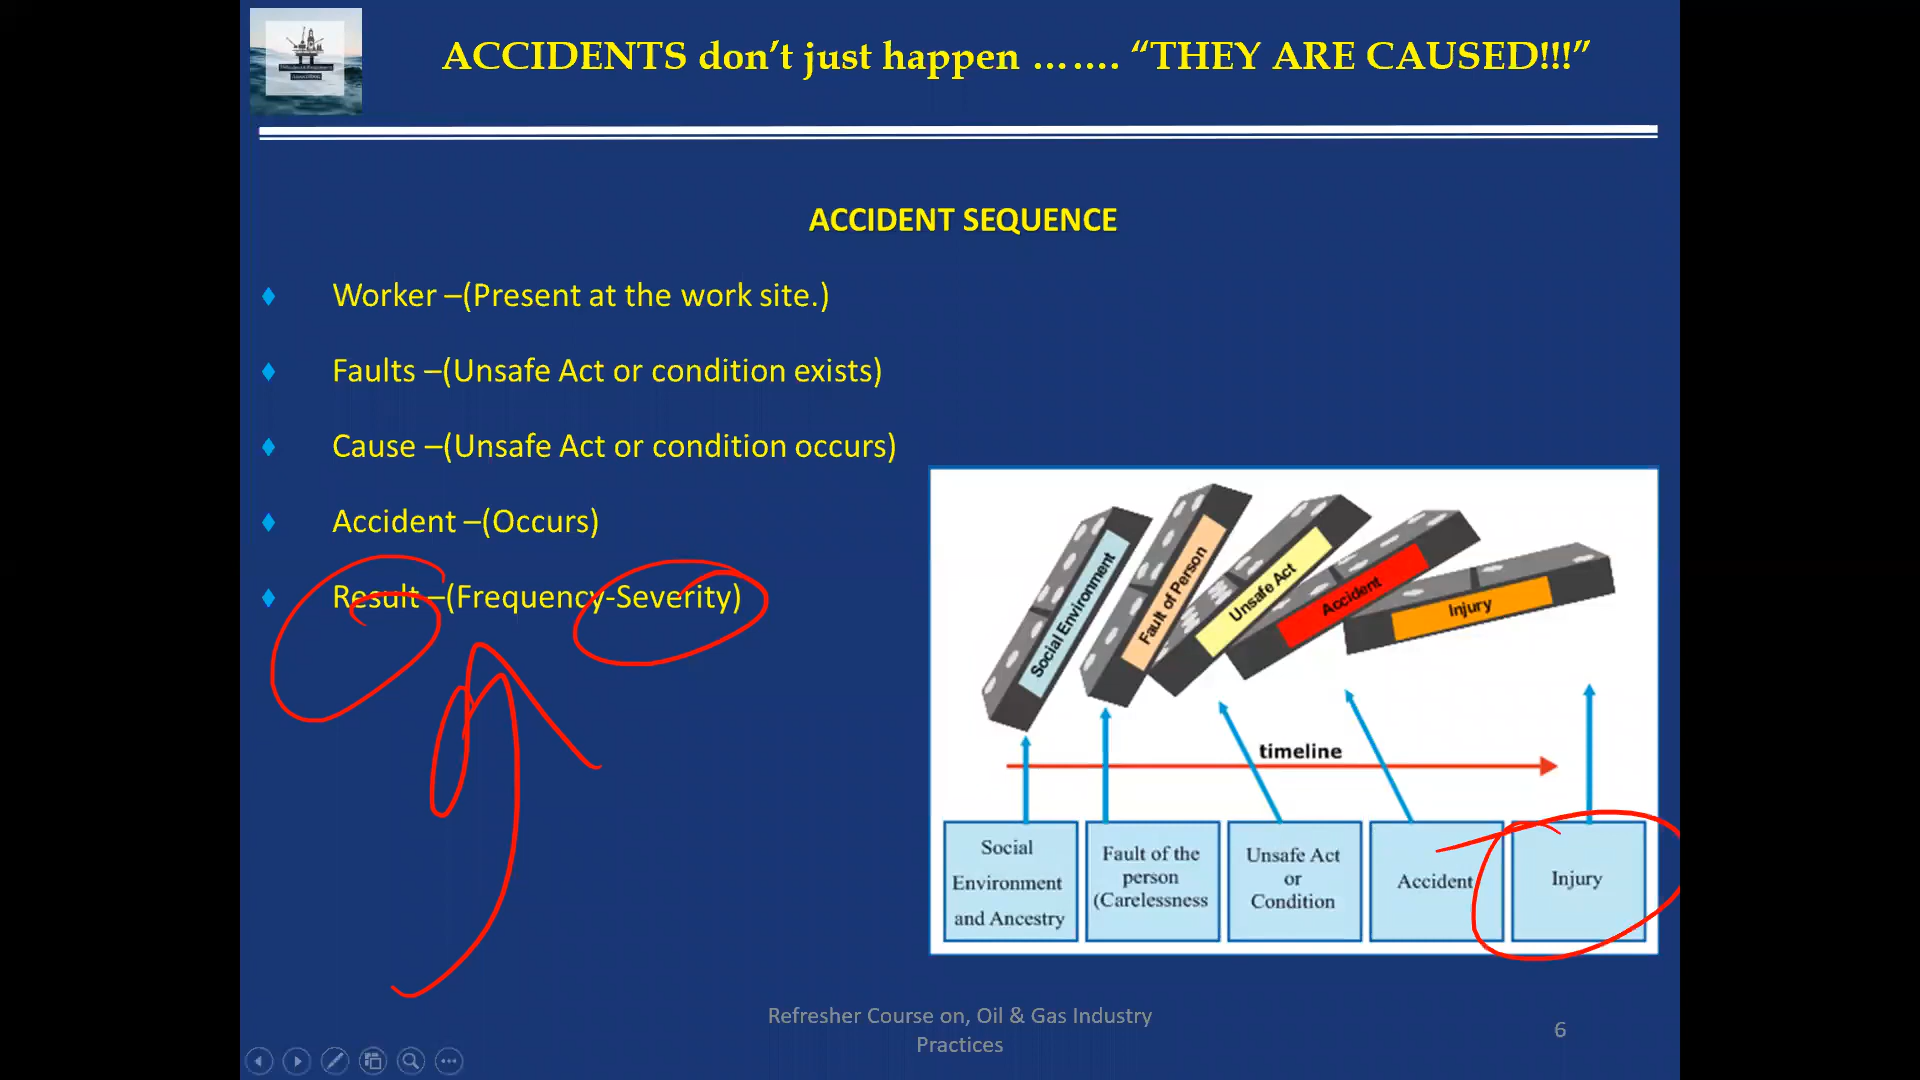 ACCIDENTS don’t just happen ……. “THEY ARE CAUSED!!!”
ACCIDENT SEQUENCE
Worker –(Present at the work site.)
Faults –(Unsafe Act or condition exists)
Cause –(Unsafe Act or condition occurs)
Accident –(Occurs)
Result –(Frequency-Severity)
Social Environment
Fault of Person
Unsafe Act
Accident
Injury
timeline
Social
Environment
and Ancestry
Fault of the
person
(Carelessness
Unsafe Act
or
Condition
Accident
Injury
Refresher Course on, Oil & Gas Industry
Practices
6